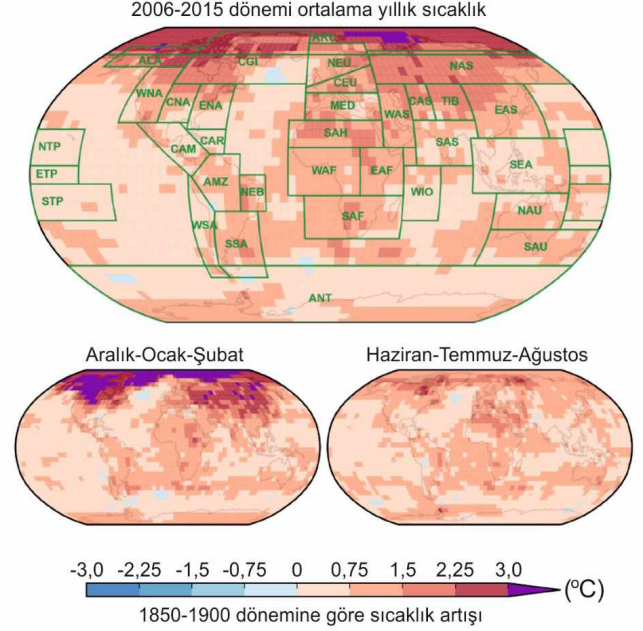 2006-2015 dönemi ortalama yıllık sıcaklık
ARC
ALA
CGI
NEU
NAS
CEU
WNA
CNA
ENA
MED
WAS
CAS
TIB
EAS
NTP
CAM
CAR
SAH
SAS
ETP
AMZ
NEB
WAF
EAF
WIO
SEA
STP
WSA
SSA
SAF
NAU
SAU
ANT
Aralık-Ocak-Şubat
Haziran-Temmuz-Ağustos
-3,0 -2,25 -1,5 -0,75 0 0,75 1,5 2,25 3,0
(°C)
1850-1900 dönemine göre sıcaklık artışı